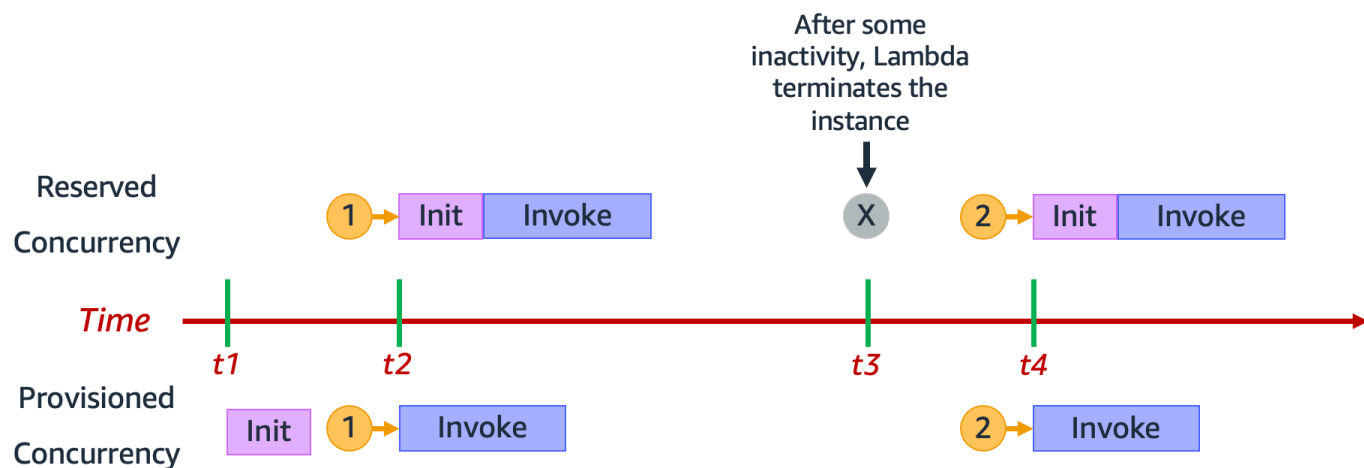 After some
inactivity, Lambda
terminates the
instance
Reserved
Concurrency
1
Init
Invoke
X
2
Init
Invoke
Time
t1
t2
t3
t4
Provisioned
Concurrency
Init
1
Invoke
2
Invoke